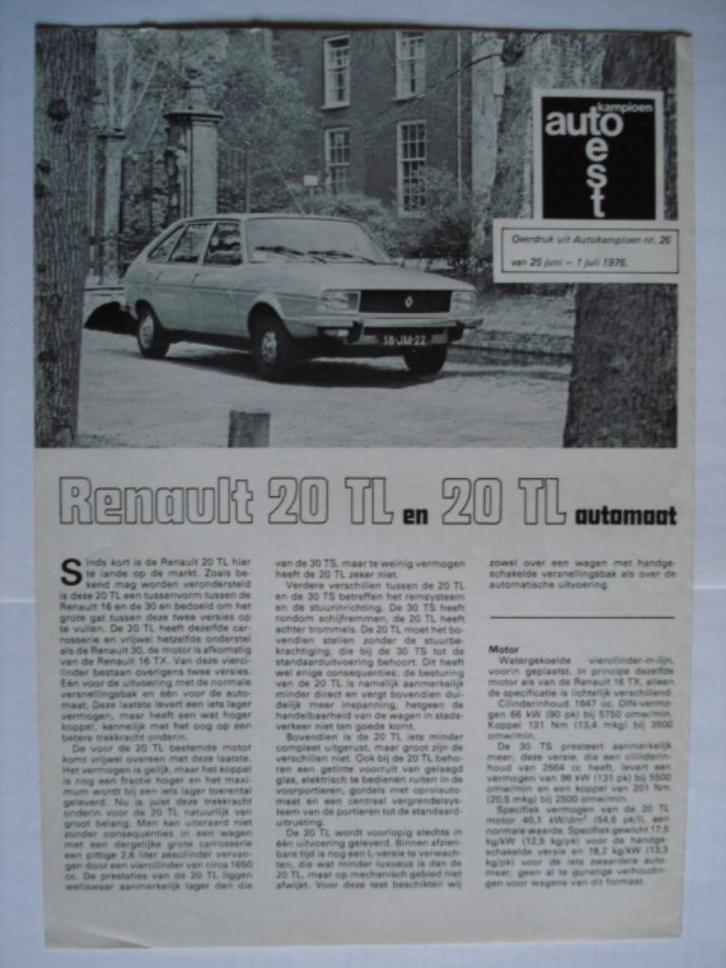 kampioen
auto
test
Overdruk uit Autokampioen nr. 26
van 25 juni – 1 juli 1976.
18-JM-22
Renault 20 TL en 20 TL automaat
Sinds kort is de Renault 20 TL hier
te lande op de markt. Zoals be-
kend mag worden verondersteld
is deze 20 TL een tussenvorm tussen de
Renault 16 en de 30 en bedoeld om het
grote gat tussen deze twee versies op
te vullen. De 20 TL heeft dezelfde car-
rosserie en vrijwel hetzelfde onderstel
als de Renault 30, de motor is afkomstig
van de Renault 16 TX. Van deze vierci-
linder bestaan overigens twee versies.
Eén voor de uitvoering met de normale
versnellingsbak en één voor de auto-
maat. Deze laatste levert een iets lager
vermogen, maar heeft een wat hoger
koppel, kennelijk met het oog op een
betere trekkracht onderin.
De voor de 20 TL bestemde motor
komt vrijwel overeen met deze laatste.
Het vermogen is gelijk, maar het koppel
is nog een fractie hoger en het maxi-
mum wordt bij een iets lager toerental
geleverd. Nu is juist deze trekkracht
onderin voor de 20 TL natuurlijk van
groot belang. Men kan uiteraard niet
zonder consequenties in een wagen
met een dergelijke grote carrosserie
een pittige 2,6 liter zescilinder vervan-
gen door een viercilinder van circa 1650
cc. De prestaties van de 20 TL liggen
weliswaar aanmerkelijk lager dan die
van de 30 TS, maar te weinig vermogen
heeft de 20 TL zeker niet.
Verdere verschillen tussen de 20 TL
en de 30 TS betreffen het remsysteem
en de stuurinrichting. De 30 TS heeft
rondom schijfremmen, de 20 TL heeft
achter trommels. De 20 TL moet het bo-
vendien stellen zonder de stuurbe-
krachtiging, die bij de 30 TS tot de
standaarduitvoering behoort. Dit heeft
wel enige consequenties, de besturing
van de 20 TL is namelijk aanmerkelijk
minder direct en vergt bovendien dui-
delijk meer inspanning, hetgeen de
handelbaarheid van de wagen in stads-
verkeer niet ten goede komt.
Bovendien is de 20 TL iets minder
compleet uitgerust, maar groot zijn de
verschillen niet. Ook bij de 20 TL beho-
ren een getinte voorruit van gelaagd
glas, elektrisch te bedienen ruiten in de
voorportieren, gordels met oprolauto-
maat en een centraal vergrendelsys-
teem van de portieren tot de standaard-
uitrusting.
De 20 TL wordt voorlopig slechts in
één uitvoering geleverd. Binnen afzien-
bare tijd is nog een L-versie te verwach-
ten, die wat minder luxueus is dan de
20 TL, maar op mechanisch gebied niet
afwijkt. Voor deze test beschikten wij
zowel over een wagen met handge-
schakelde versnellingsbak als over de
automatische uitvoering.
Motor
Watergekoelde viercilinder-in-lijn,
voorin geplaatst. In principe dezelfde
motor als van de Renault 16 TX, alleen
de specificatie is lichtelijk verschillend.
Cilinderinhoud 1647 cc. DIN-vermo-
gen 66 kW (90 pk) bij 5750 omw/min.
Koppel 131 Nm (13,4 mkg) bij 3500
omw/min.
De 30 TS presteert aanmerkelijk
meer; deze versie, die een cilinderin-
houd van 2664 cc heeft, levert een
vermogen van 96 kW (131 pk) bij 5500
omw/min en een koppel van 201 Nm
(20,5 mkg) bij 2500 omw/min.
Specifiek vermogen van de 20 TL
motor 40,1 kW/dm³ (54,6 pk/l), een
normale waarde. Specifiek gewicht 17,5
kg/kW (12,9 kg/pk) voor de handge-
schakelde versie en 18,2 kg/kW (13,3
kg/pk) voor de iets zwaardere auto-
maat; geen al te gunstige verhoudin-
gen voor wagens van dit formaat.